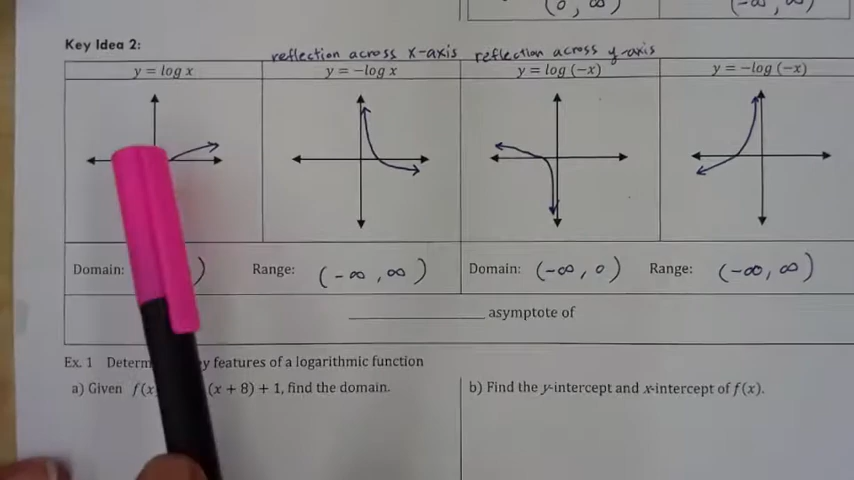 (0, ∞) (-∞, ∞)
Key Idea 2:
reflection across x-axis reflection across y-axis
y = log x y = −log x y = log (−x) y = −log (−x)
Domain: ) Range: (-∞, ∞) Domain: (-∞, 0) Range: (-∞, ∞)
____________ asymptote of
Ex. 1 Determ y features of a logarithmic function
a) Given f(x (x + 8) + 1, find the domain. b) Find the y-intercept and x-intercept of f(x).